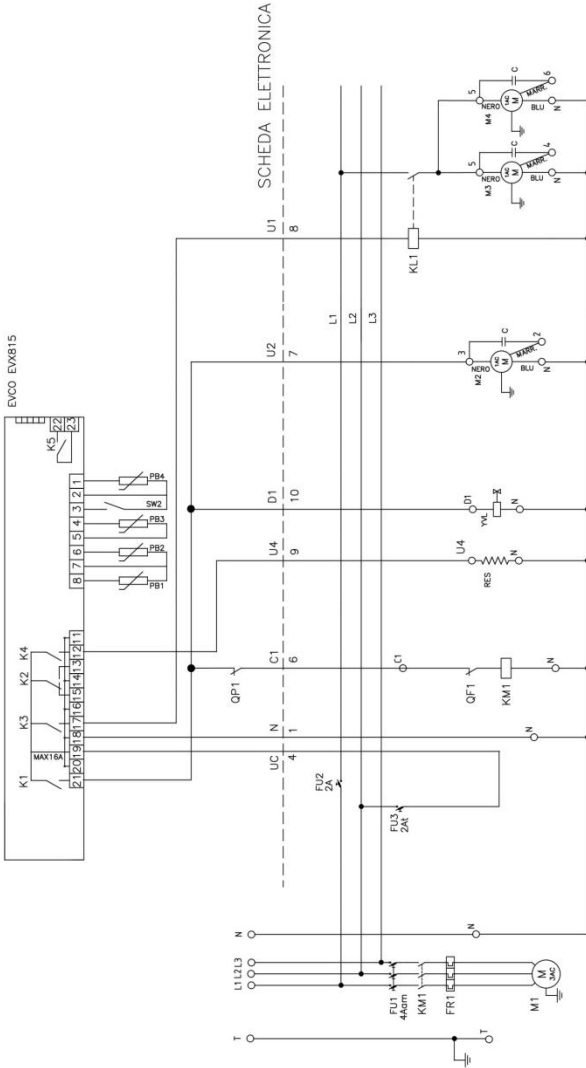 EVCO EVX815
K1
K3
K2
K4
K5
MAX16A
21
20
19
18
17
16
15
14
13
12
11
8
7
6
5
4
3
2
1
22
23
PB1
PB2
PB3
SW2
PB4
SCHEDA ELETTRONICA
UC
4
N
1
QP1
C1
6
U4
9
D1
10
U2
7
U1
8
T
L1
L2
L3
N
FU2
2A
FU3
2At
L1
L2
L3
FU1
4Aam
KM1
FR1
M1
M
3AC
T
N
N
C1
QF1
KM1
N
U4
RES
N
D1
YVL
N
3
NERO
C
1AC
M
M2
BLU
MARR.
N
2
KL1
5
NERO
C
1AC
M
M3
BLU
MARR.
N
4
5
NERO
C
1AC
M
M4
BLU
MARR.
N
6